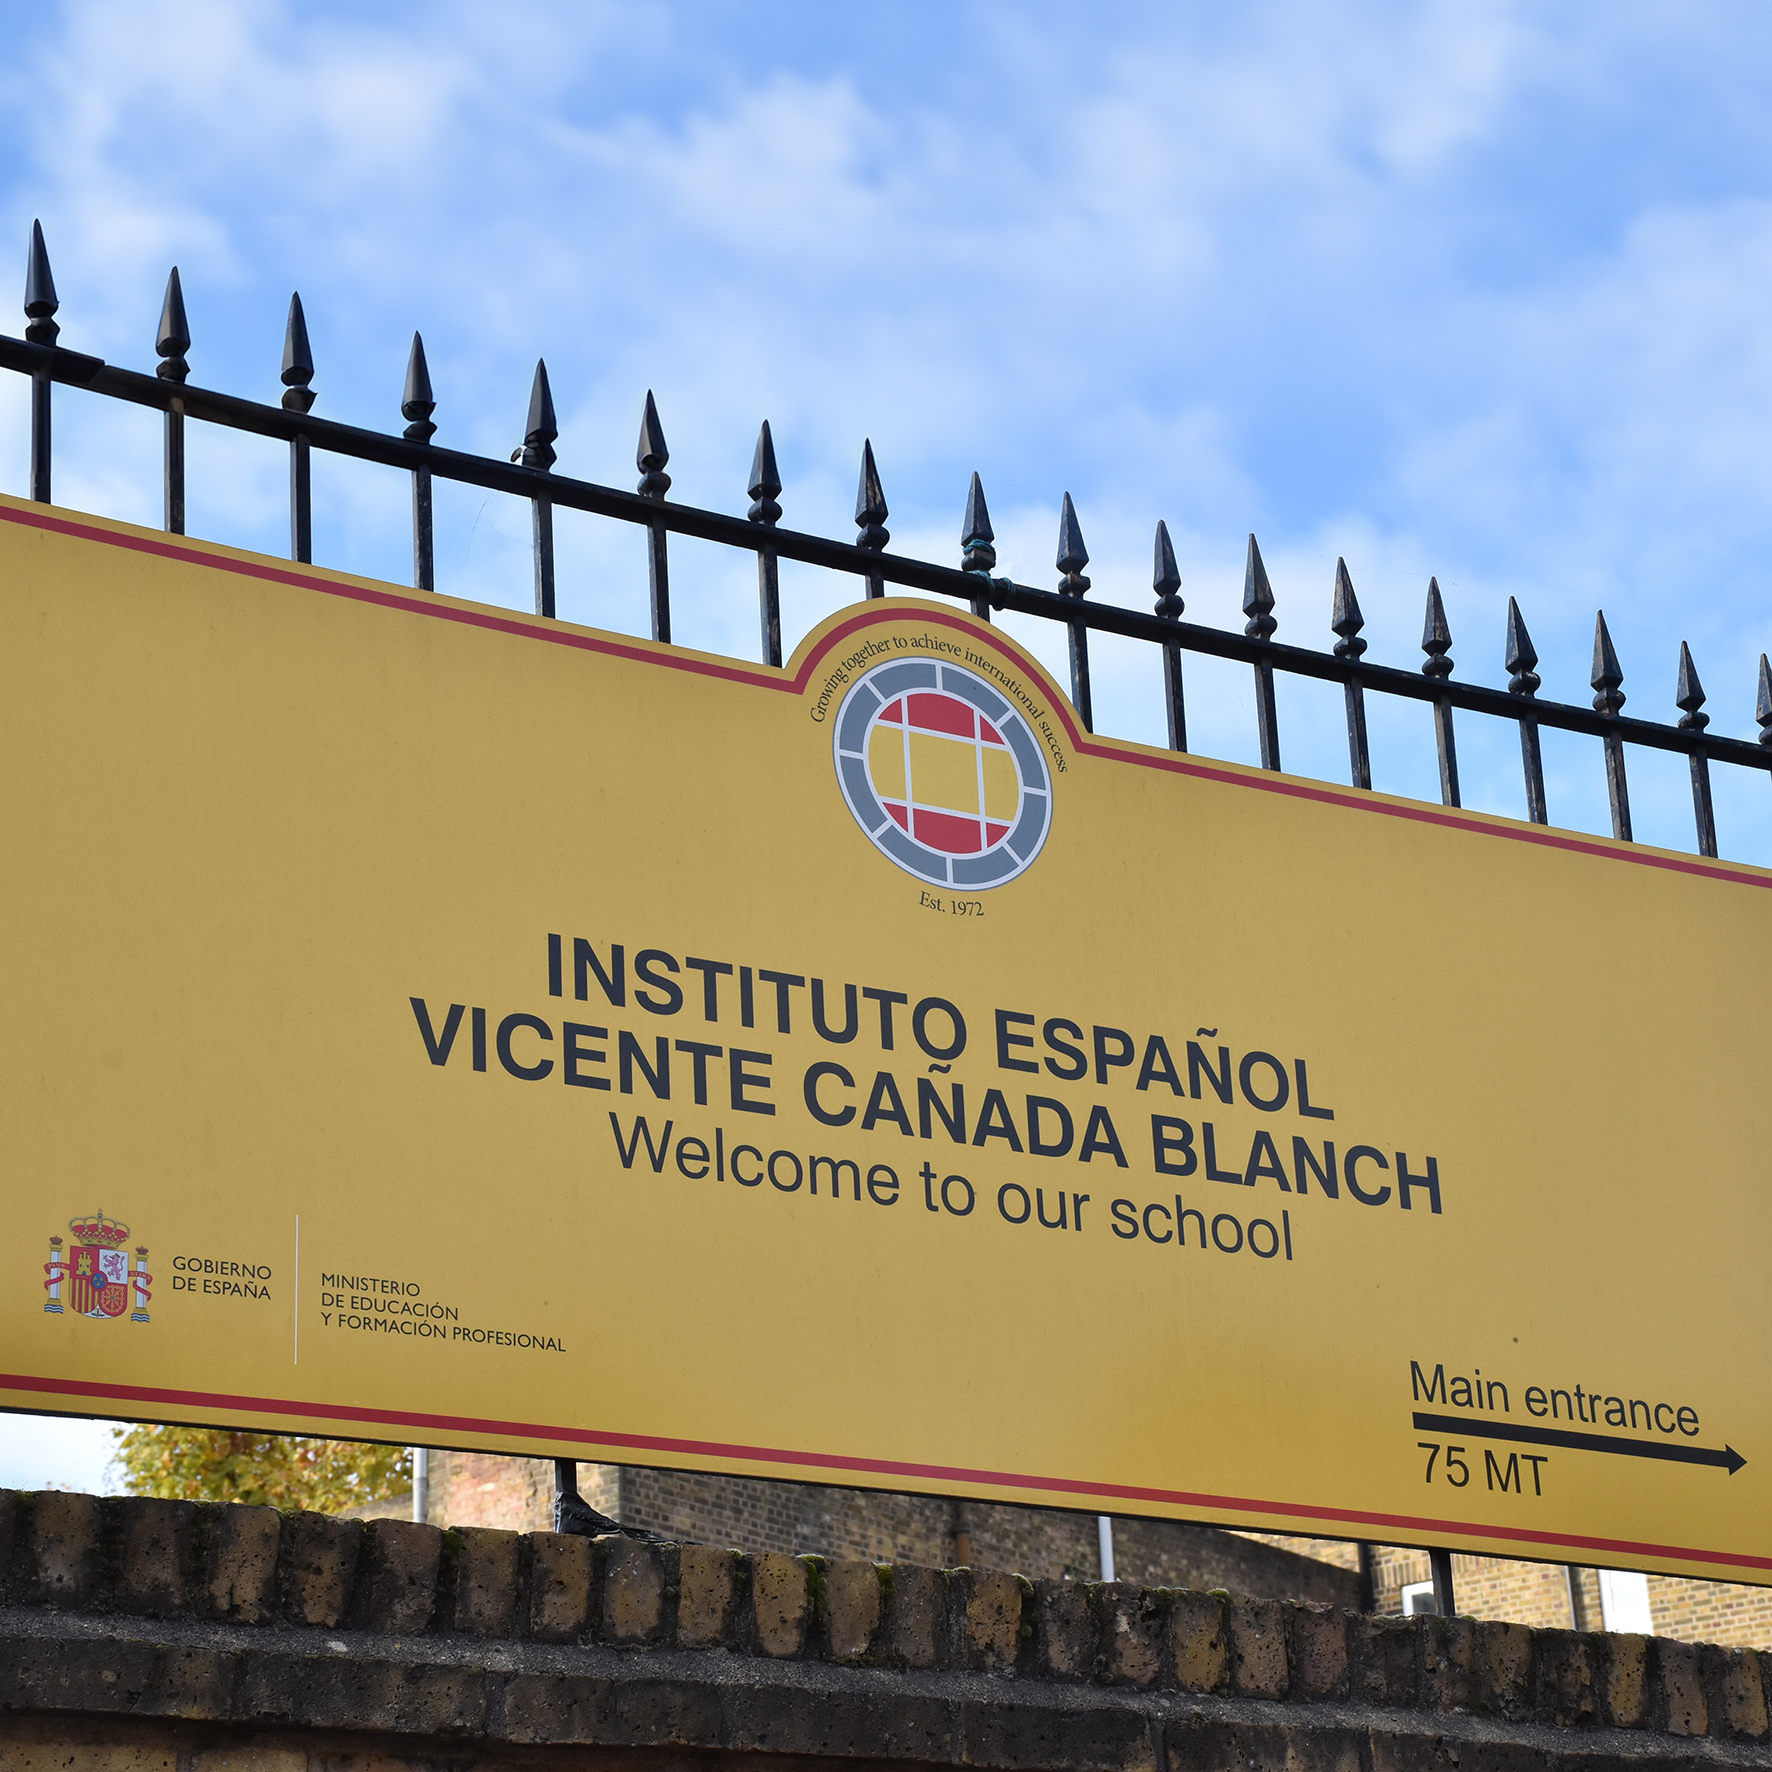 Growing together to achieve international success
Est. 1972
INSTITUTO ESPAÑOL
VICENTE CAÑADA BLANCH
Welcome to our school
GOBIERNO
DE ESPAÑA
MINISTERIO
DE EDUCACIÓN
Y FORMACIÓN PROFESIONAL
Main entrance
75 MT